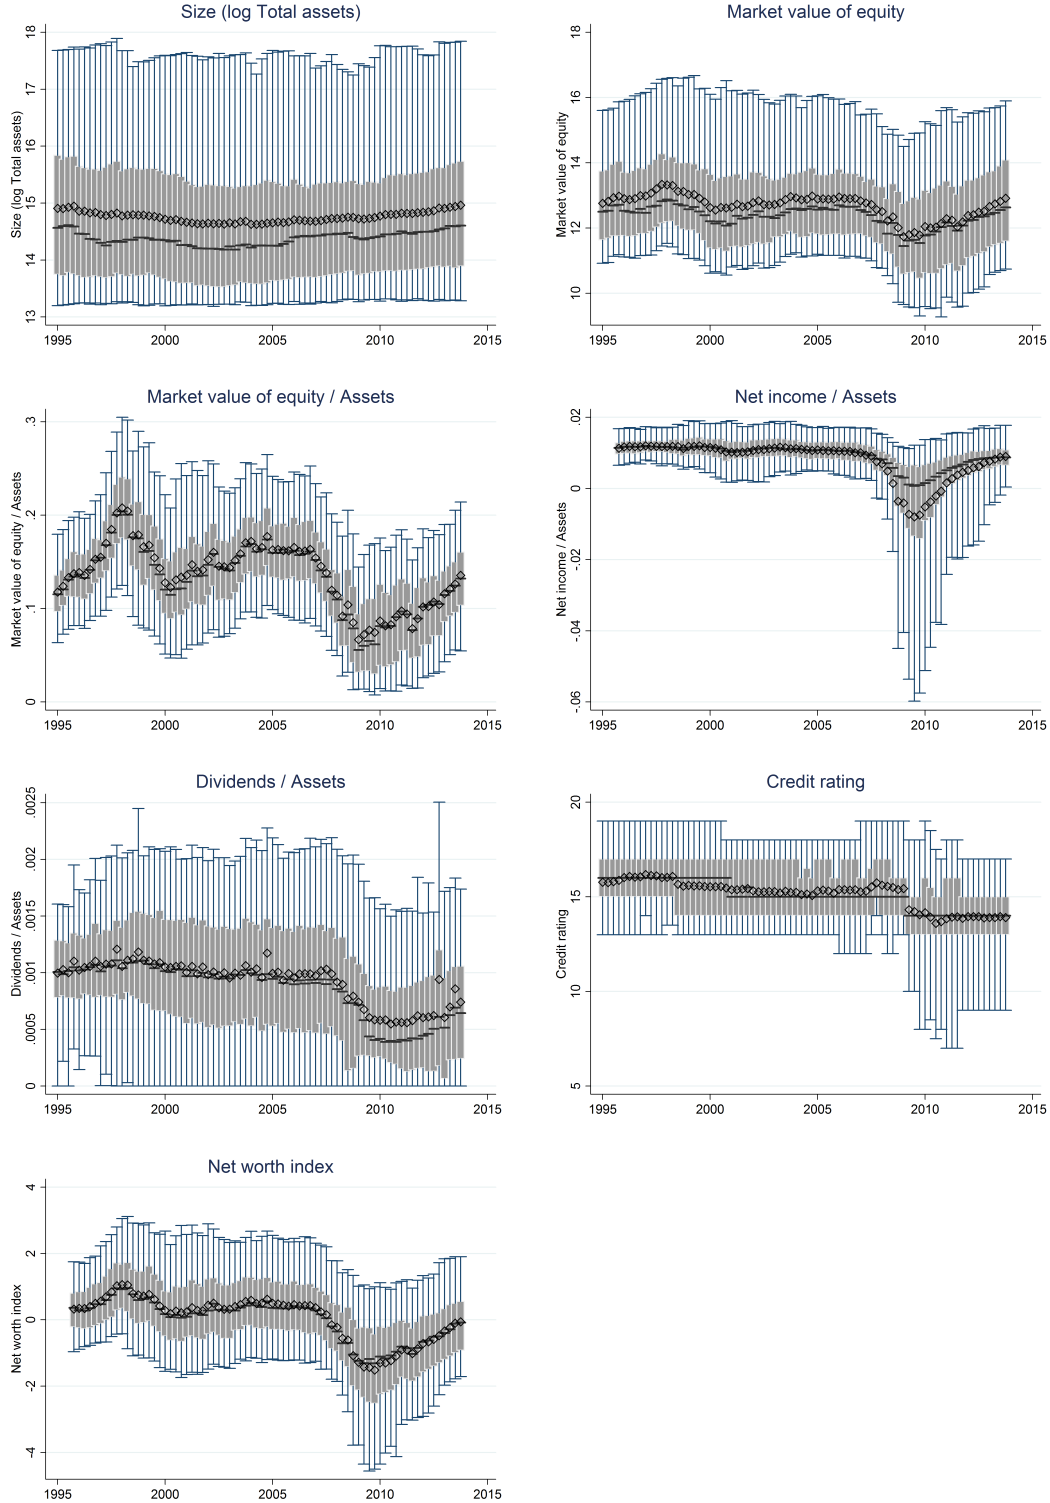 Size (log Total assets)
Size (log Total assets)
18
17
16
15
14
13
1995 2000 2005 2010 2015
Market value of equity
Market value of equity
18
16
14
12
10
1995 2000 2005 2010 2015
Market value of equity / Assets
Market value of equity / Assets
.3
.2
.1
0
1995 2000 2005 2010 2015
Net income / Assets
Net income / Assets
.02
0
-.02
-.04
-.06
1995 2000 2005 2010 2015
Dividends / Assets
Dividends / Assets
.0025
.002
.0015
.001
.0005
0
1995 2000 2005 2010 2015
Credit rating
Credit rating
20
15
10
5
1995 2000 2005 2010 2015
Net worth index
Net worth index
4
2
0
-2
-4
1995 2000 2005 2010 2015